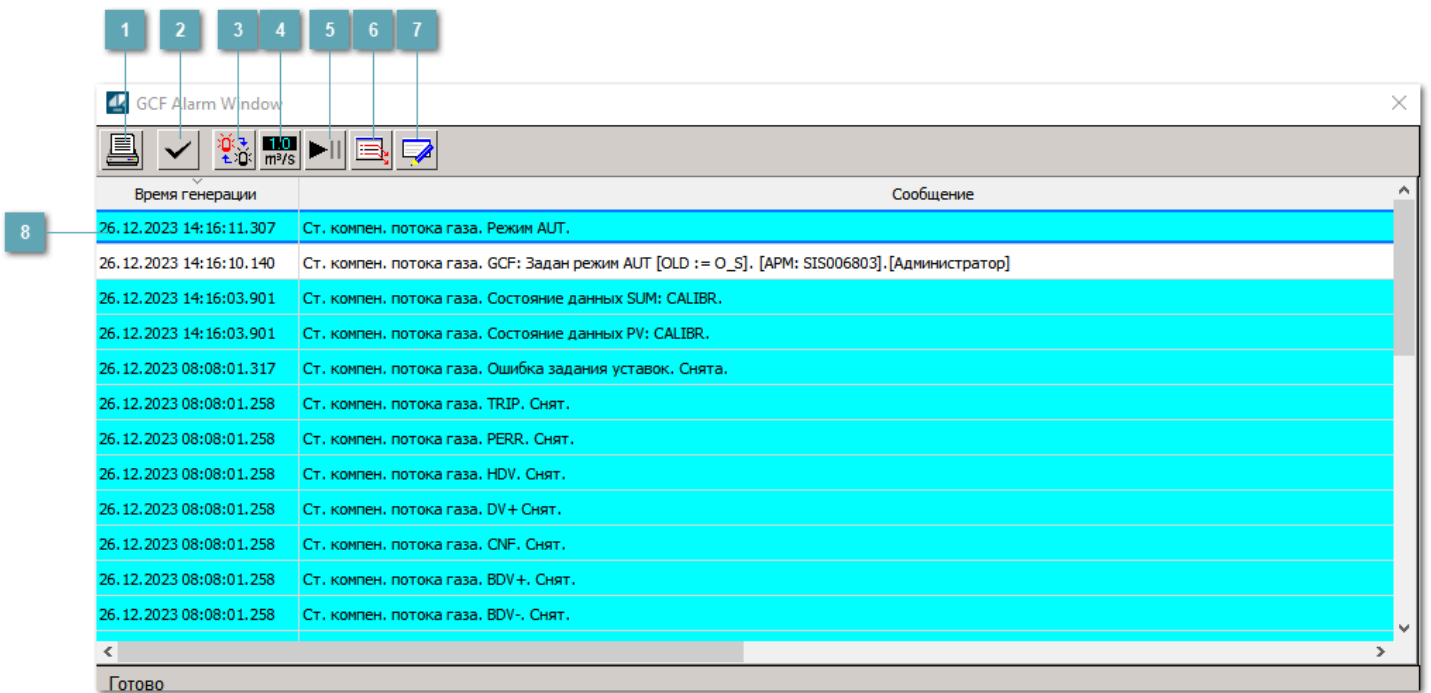 1 2 3 4 5 6 7
GCF Alarm Window
1.0
m³/s
Время генерации Сообщение
8
26.12.2023 14:16:11.307 Ст. компен. потока газа. Режим AUT.
26.12.2023 14:16:10.140 Ст. компен. потока газа. GCF: Задан режим AUT [OLD := O_S]. [АРМ: SIS006803].[Администратор]
26.12.2023 14:16:03.901 Ст. компен. потока газа. Состояние данных SUM: CALIBR.
26.12.2023 14:16:03.901 Ст. компен. потока газа. Состояние данных PV: CALIBR.
26.12.2023 08:08:01.317 Ст. компен. потока газа. Ошибка задания уставок. Снята.
26.12.2023 08:08:01.258 Ст. компен. потока газа. TRIP. Снят.
26.12.2023 08:08:01.258 Ст. компен. потока газа. PERR. Снят.
26.12.2023 08:08:01.258 Ст. компен. потока газа. HDV. Снят.
26.12.2023 08:08:01.258 Ст. компен. потока газа. DV+ Снят.
26.12.2023 08:08:01.258 Ст. компен. потока газа. CNF. Снят.
26.12.2023 08:08:01.258 Ст. компен. потока газа. BDV+. Снят.
26.12.2023 08:08:01.258 Ст. компен. потока газа. BDV-. Снят.
Готово